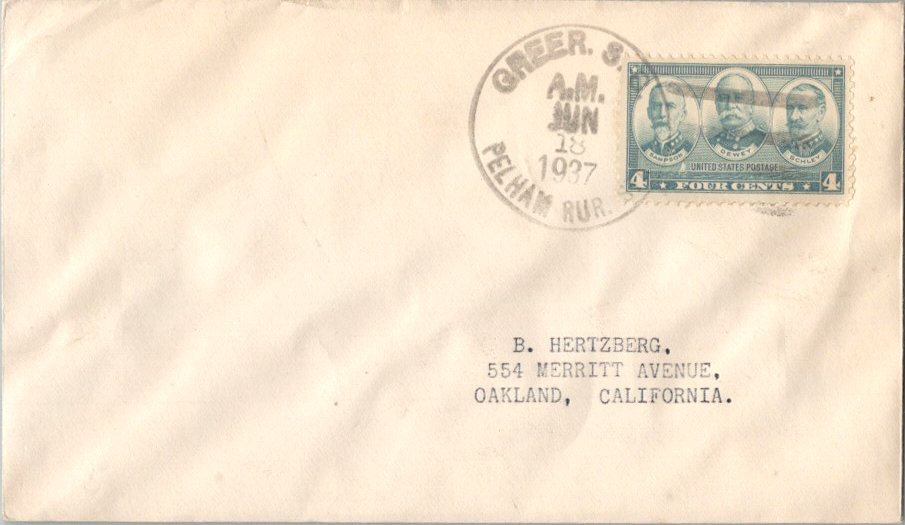 GREER. S.
A.M.
JUN
18
1937
PELHAM RUR.
SAMPSON DEWEY SCHLEY
UNITED STATES POSTAGE
4 FOUR CENTS 4
B. HERTZBERG,
554 MERRITT AVENUE,
OAKLAND, CALIFORNIA.